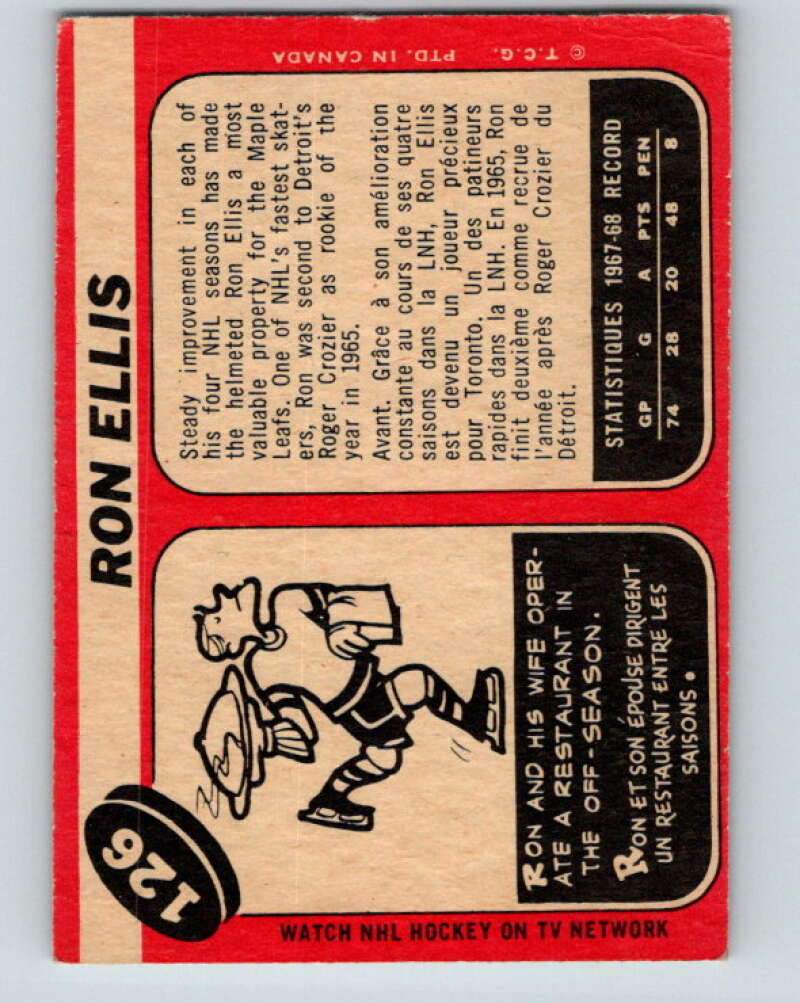 126
RON ELLIS
Steady improvement in each of
his four NHL seasons has made
the helmeted Ron Ellis a most
valuable property for the Maple
Leafs. One of NHL's fastest skat-
ers, Ron was second to Detroit's
Roger Crozier as rookie of the
year in 1965.
Avant. Grâce à son amélioration
constante au cours de ses quatre
saisons dans la LNH, Ron Ellis
est devenu un joueur précieux
pour Toronto. Un des patineurs
rapides dans la LNH. En 1965, Ron
finit deuxième comme recrue de
l'année après Roger Crozier du
Détroit.
STATISTIQUES 1967-68 RECORD
GP G A PTS PEN
74 28 20 48 8
RON AND HIS WIFE OPER-
ATE A RESTAURANT IN
THE OFF-SEASON.
RON ET SON ÉPOUSE DIRIGENT
UN RESTAURANT ENTRE LES
SAISONS.
WATCH NHL HOCKEY ON TV NETWORK
© T.C.G. PTD. IN CANADA